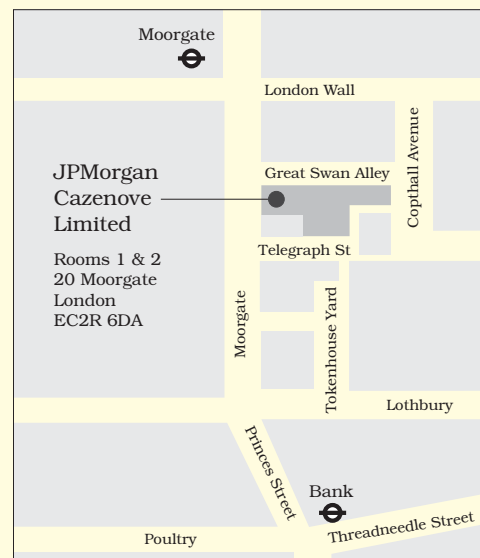 Moorgate
London Wall
Copthall Avenue
Great Swan Alley
JPMorgan
Cazenove
Limited
Rooms 1 & 2
20 Moorgate
London
EC2R 6DA
Telegraph St
Moorgate
Tokenhouse Yard
Lothbury
Princes Street
Bank
Threadneedle Street
Poultry